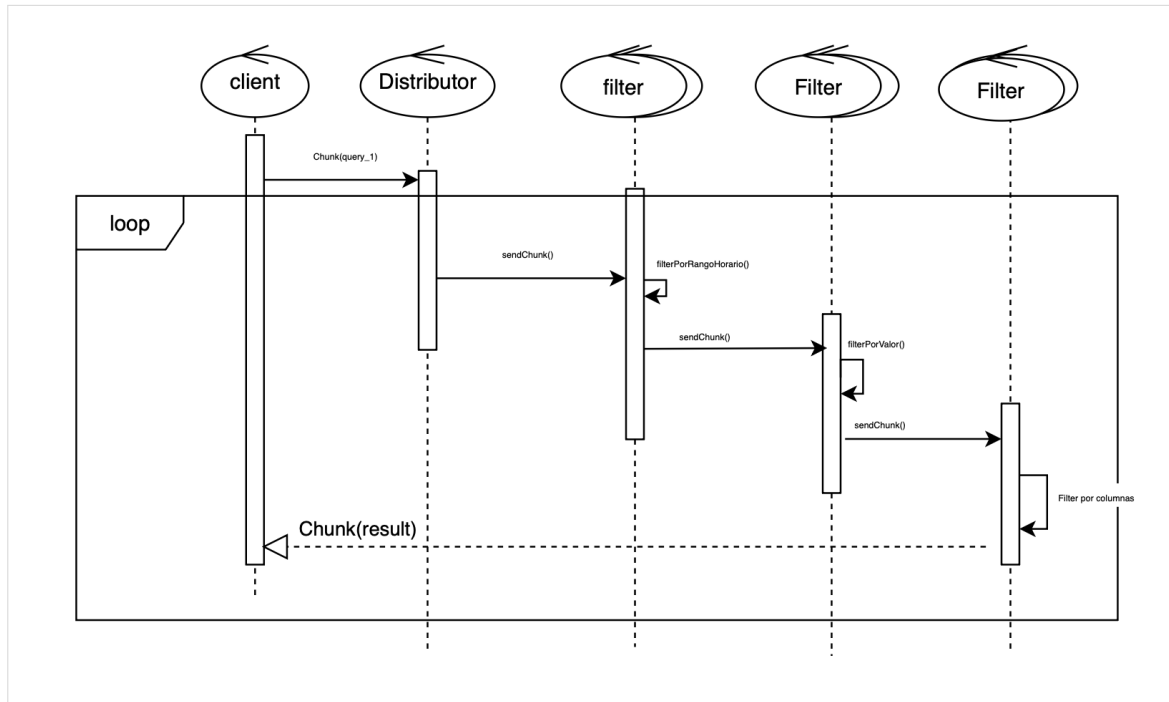 client
Distributor
filter
Filter
Filter
Chunk(query_1)
loop
sendChunk()
filterPorRangoHorario()
sendChunk()
filterPorValor()
sendChunk()
Filter por columnas
Chunk(result)